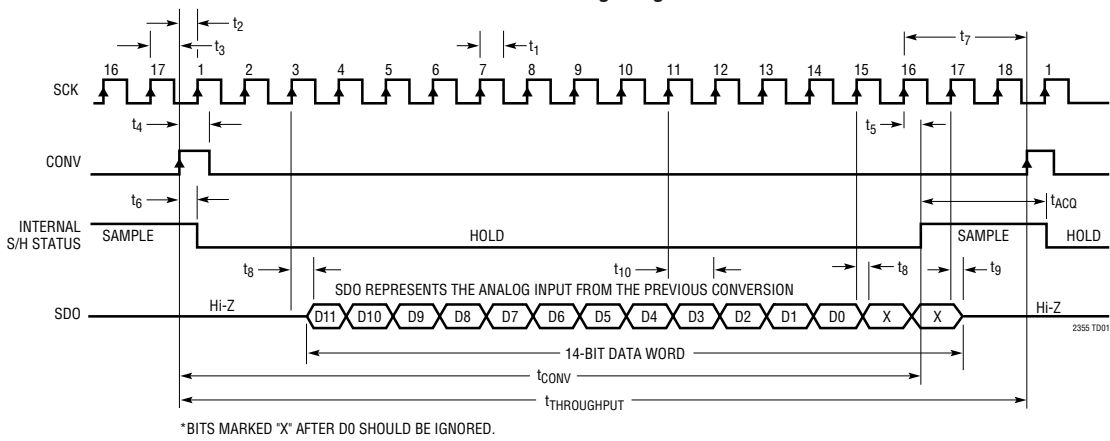 t2
t3
t1
t7
16 17 1 2 3 4 5 6 7 8 9 10 11 12 13 14 15 16 17 18 1
SCK
t4
t5
CONV
t6
tACQ
INTERNAL
S/H STATUS
SAMPLE HOLD SAMPLE HOLD
t8
t10
t8
t9
SDO REPRESENTS THE ANALOG INPUT FROM THE PREVIOUS CONVERSION
SDO
Hi-Z D11 D10 D9 D8 D7 D6 D5 D4 D3 D2 D1 D0 X X Hi-Z
2355 TD01
14-BIT DATA WORD
tCONV
tTHROUGHPUT
*BITS MARKED "X" AFTER D0 SHOULD BE IGNORED.